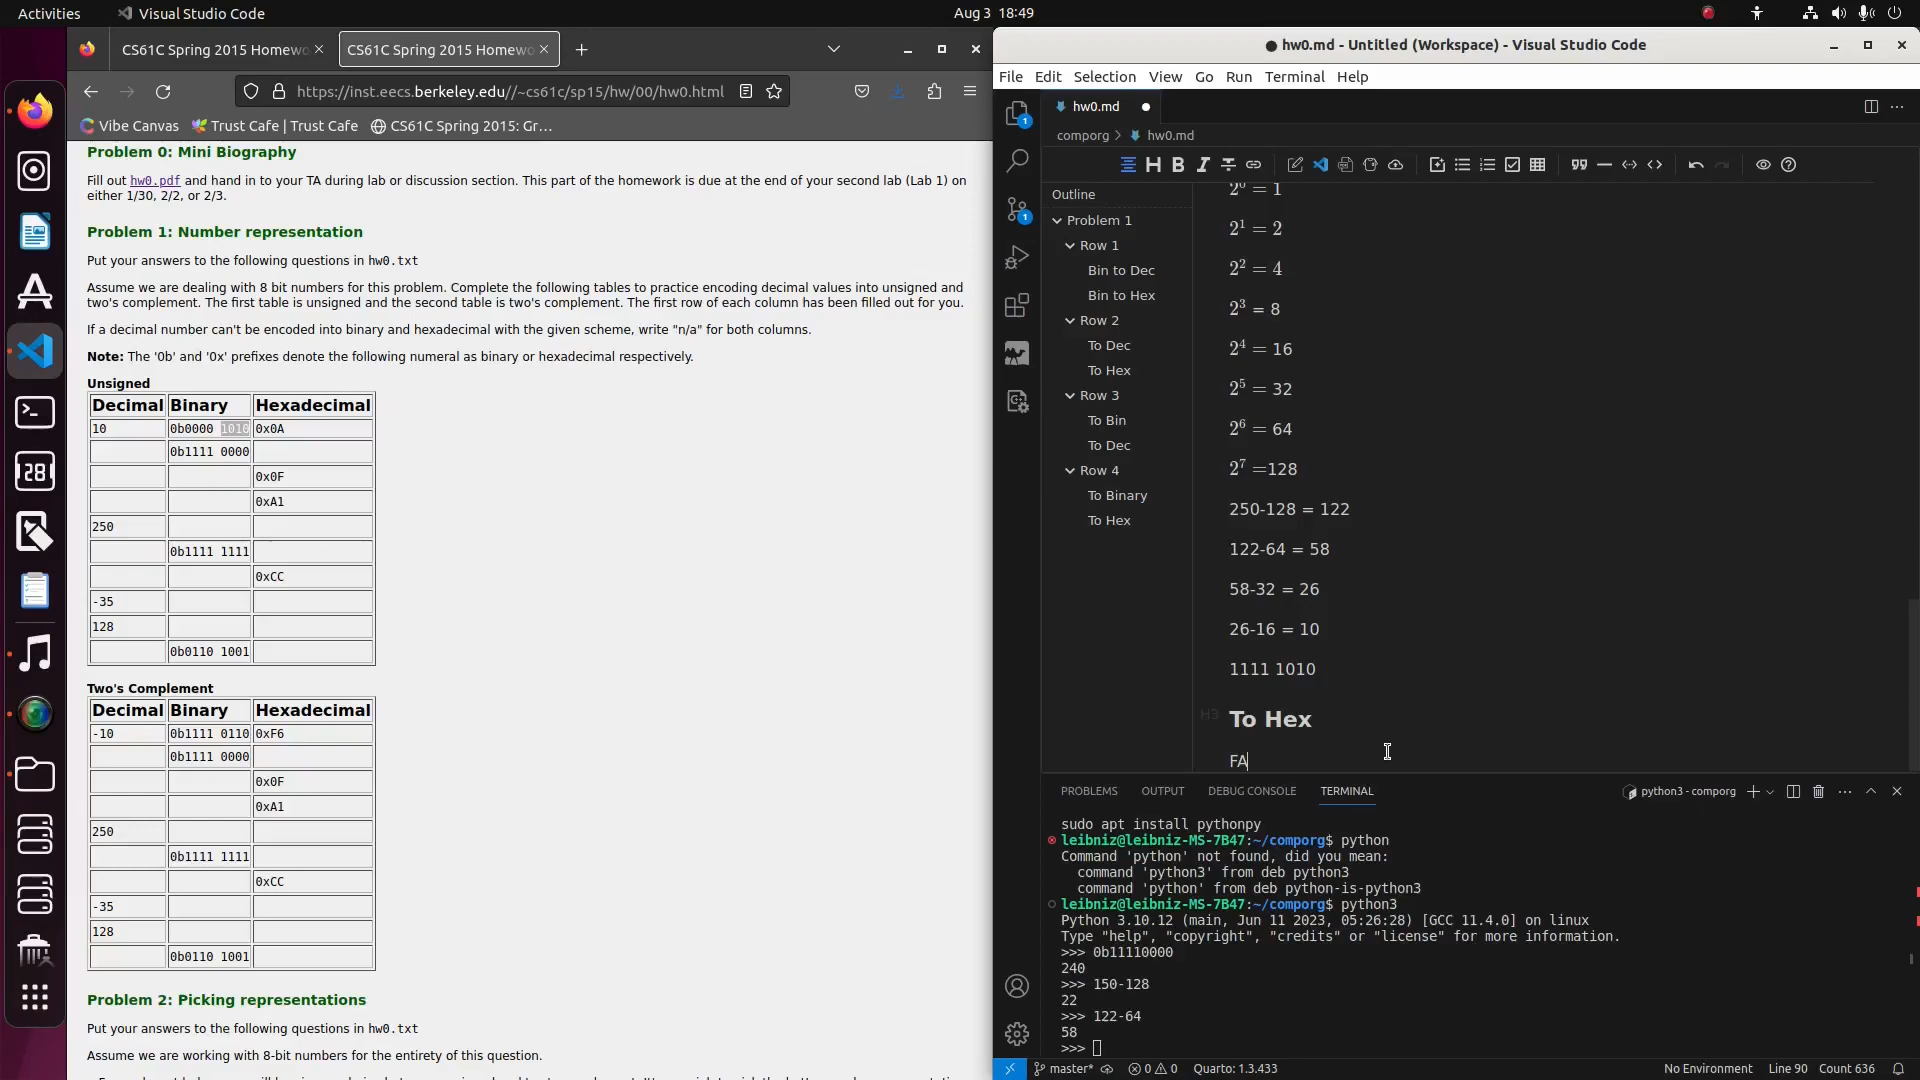 Activities
Visual Studio Code
Aug 3 18:49
CS61C Spring 2015 Homewo
CS61C Spring 2015 Homewo
https://inst.eecs.berkeley.edu//~cs61c/sp15/hw/00/hw0.html
Vibe Canvas
Trust Cafe | Trust Cafe
CS61C Spring 2015: Gr…
Problem 0: Mini Biography
Fill out hw0.pdf and hand in to your TA during lab or discussion section. This part of the homework is due at the end of your second lab (Lab 1) on
either 1/30, 2/2, or 2/3.
Problem 1: Number representation
Put your answers to the following questions in hw0.txt
Assume we are dealing with 8 bit numbers for this problem. Complete the following tables to practice encoding decimal values into unsigned and
two's complement. The first table is unsigned and the second table is two's complement. The first row of each column has been filled out for you.
If a decimal number can't be encoded into binary and hexadecimal with the given scheme, write "n/a" for both columns.
Note: The '0b' and '0x' prefixes denote the following numeral as binary or hexadecimal respectively.
Unsigned
Decimal Binary Hexadecimal
10 0b0000 1010 0x0A
0b1111 0000
0x0F
0xA1
250
0b1111 1111
0xCC
-35
128
0b0110 1001
Two's Complement
Decimal Binary Hexadecimal
-10 0b1111 0110 0xF6
0b1111 0000
0x0F
0xA1
250
0b1111 1111
0xCC
-35
128
0b0110 1001
Problem 2: Picking representations
Put your answers to the following questions in hw0.txt
Assume we are working with 8-bit numbers for the entirety of this question.
hw0.md - Untitled (Workspace) - Visual Studio Code
File Edit Selection View Go Run Terminal Help
hw0.md
comporg > hw0.md
Outline
Problem 1
Row 1
Bin to Dec
Bin to Hex
Row 2
To Dec
To Hex
Row 3
To Bin
To Dec
Row 4
To Binary
To Hex
2⁰ = 1
2¹ = 2
2² = 4
2³ = 8
2⁴ = 16
2⁵ = 32
2⁶ = 64
2⁷ =128
250-128 = 122
122-64 = 58
58-32 = 26
26-16 = 10
1111 1010
H3 To Hex
FA
PROBLEMS OUTPUT DEBUG CONSOLE TERMINAL
python3 - comporg
sudo apt install pythonpy
leibniz@leibniz-MS-7B47:~/comporg$ python
Command 'python' not found, did you mean:
command 'python3' from deb python3
command 'python' from deb python-is-python3
leibniz@leibniz-MS-7B47:~/comporg$ python3
Python 3.10.12 (main, Jun 11 2023, 05:26:28) [GCC 11.4.0] on linux
Type "help", "copyright", "credits" or "license" for more information.
>>> 0b11110000
240
>>> 150-128
22
>>> 122-64
58
>>>
master* 0 0 Quarto: 1.3.433
No Environment Line 90 Count 636